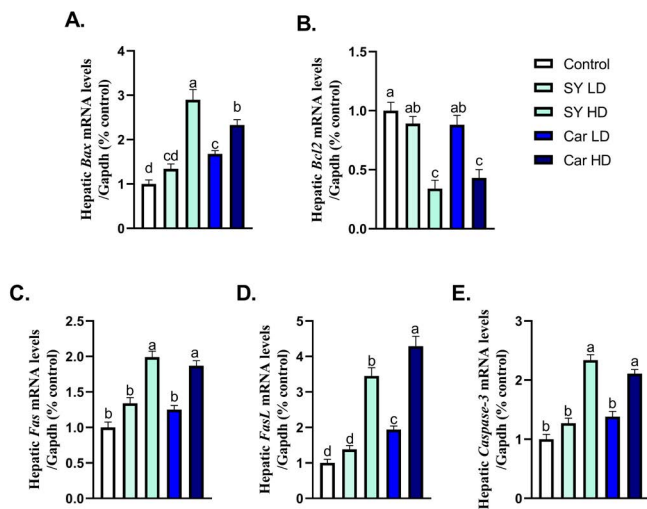 A.
Hepatic Bax mRNA levels
/Gapdh (% control)
4
3
2
1
0
d
cd
a
c
b
B.
Hepatic Bcl2 mRNA levels
/Gapdh (% control)
1.5
1.0
0.5
0.0
a
ab
c
ab
c
Control
SY LD
SY HD
Car LD
Car HD
C.
Hepatic Fas mRNA levels
/Gapdh (% control)
2.5
2.0
1.5
1.0
0.5
0.0
b
b
a
b
a
D.
Hepatic FasL mRNA levels
/Gapdh (% control)
5
4
3
2
1
0
d
d
b
c
a
E.
Hepatic Caspase-3 mRNA levels
/Gapdh (% control)
3
2
1
0
b
b
a
b
a